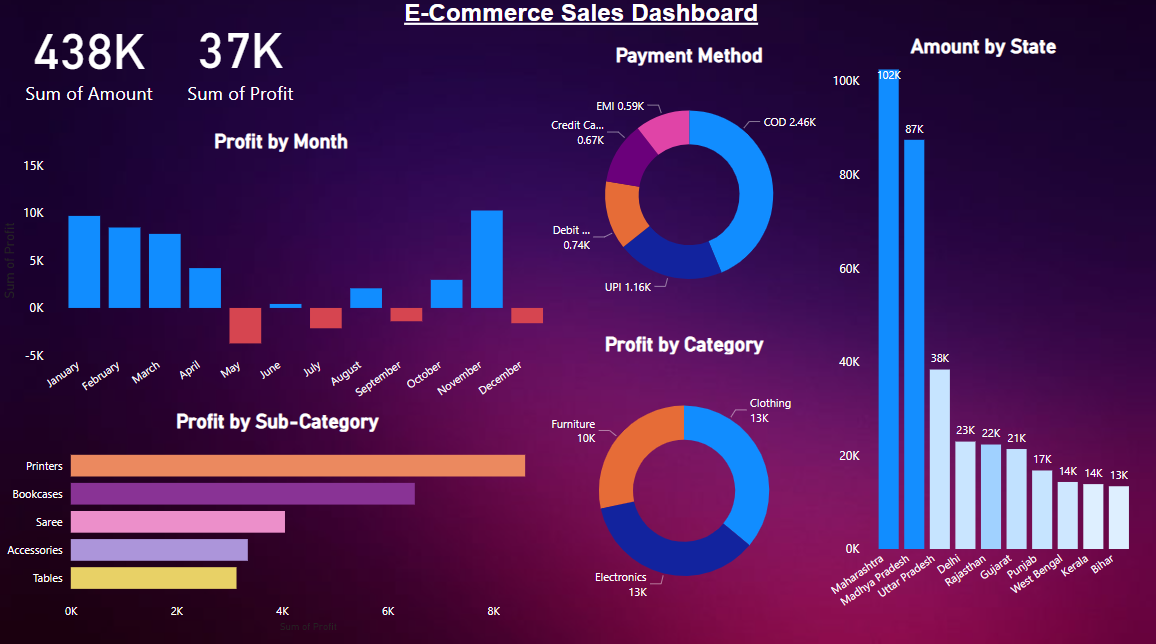 E-Commerce Sales Dashboard
438K
Sum of Amount
37K
Sum of Profit
Profit by Month
Sum of Profit
15K
10K
5K
0K
-5K
January
February
March
April
May
June
July
August
September
October
November
December
Profit by Sub-Category
Printers
Bookcases
Saree
Accessories
Tables
0K
2K
4K
6K
8K
Sum of Profit
Payment Method
EMI 0.59K
COD 2.46K
Credit Ca...
0.67K
Debit ...
0.74K
UPI 1.16K
Profit by Category
Clothing
13K
Furniture
10K
Electronics
13K
Amount by State
100K
80K
60K
40K
20K
0K
102K
87K
38K
23K
22K
21K
17K
14K
14K
13K
Maharashtra
Madhya Pradesh
Uttar Pradesh
Delhi
Rajasthan
Gujarat
Punjab
West Bengal
Kerala
Bihar